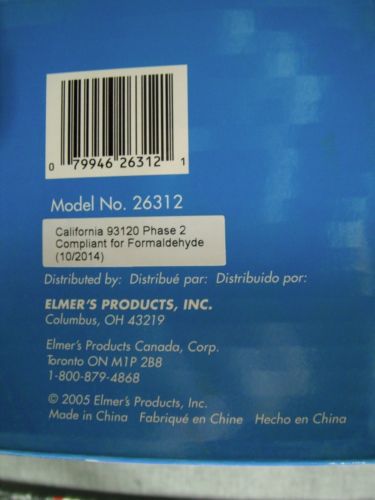 0 79946 26312 1
Model No. 26312
California 93120 Phase 2
Compliant for Formaldehyde
(10/2014)
Distributed by: Distribué par: Distribuido por:
ELMER'S PRODUCTS, INC.
Columbus, OH 43219
Elmer's Products Canada, Corp.
Toronto ON M1P 2B8
1-800-879-4868
© 2005 Elmer's Products, Inc.
Made in China Fabriqué en Chine Hecho en China